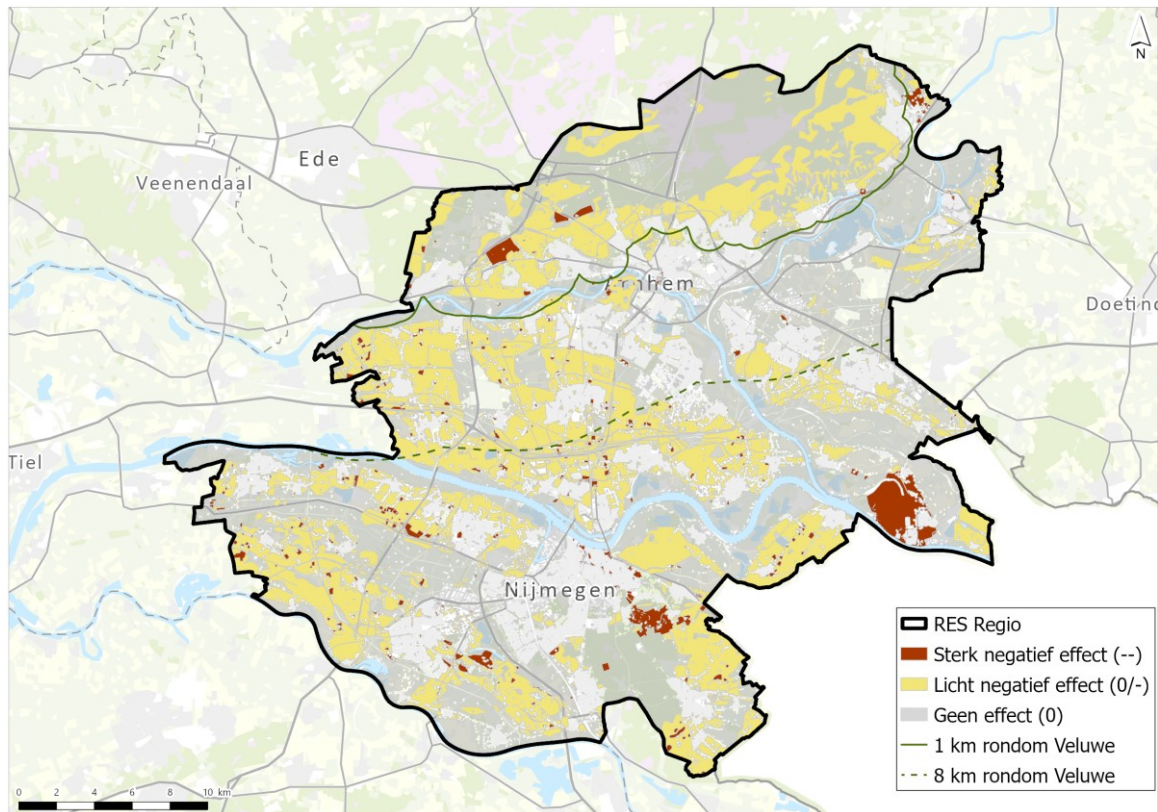 N
Ede
Veenendaal
Arnhem
Doetinc
Tiel
Nijmegen
RES Regio
Sterk negatief effect (--)
Licht negatief effect (0/-)
Geen effect (0)
1 km rondom Veluwe
8 km rondom Veluwe
0 2 4 6 8 10 km